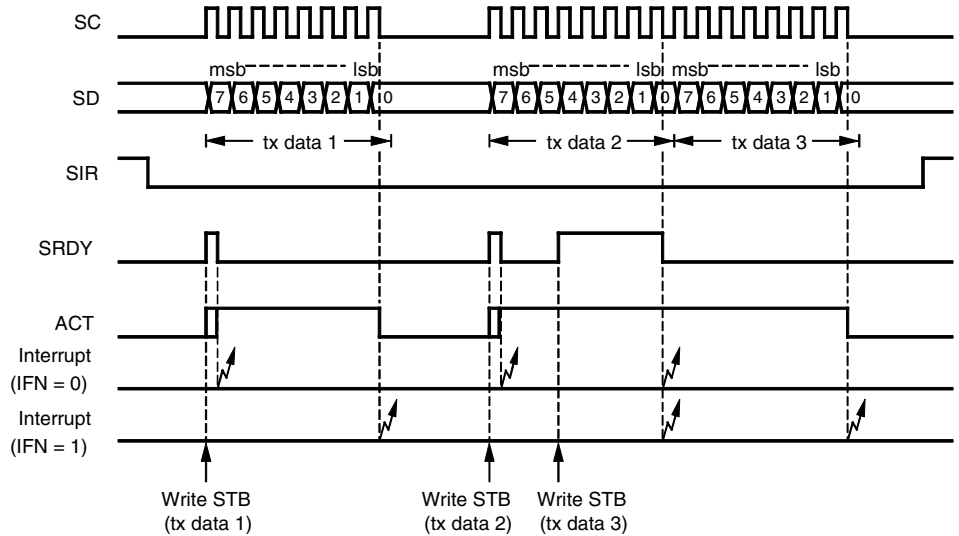 SC
msb lsb msb lsb msb lsb
SD 7 6 5 4 3 2 1 0 7 6 5 4 3 2 1 0 7 6 5 4 3 2 1 0
tx data 1 tx data 2 tx data 3
SIR
SRDY
ACT
Interrupt
(IFN = 0)
Interrupt
(IFN = 1)
Write STB
(tx data 1)
Write STB
(tx data 2)
Write STB
(tx data 3)